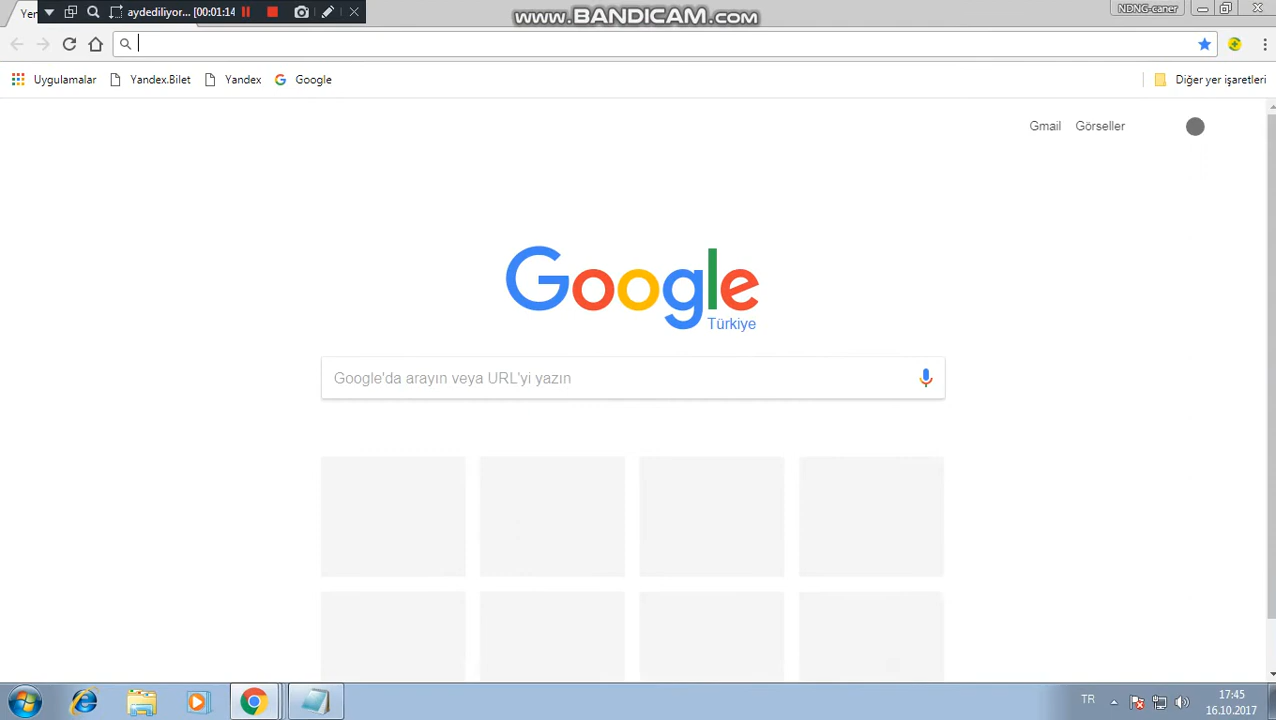 Yen
aydediliyor... [00:01:14
www.BANDICAM.com
NDNG-caner
Uygulamalar
Yandex.Bilet
Yandex
Google
Diğer yer işaretleri
Gmail
Görseller
Google
Türkiye
Google'da arayın veya URL'yi yazın
TR
17:45
16.10.2017